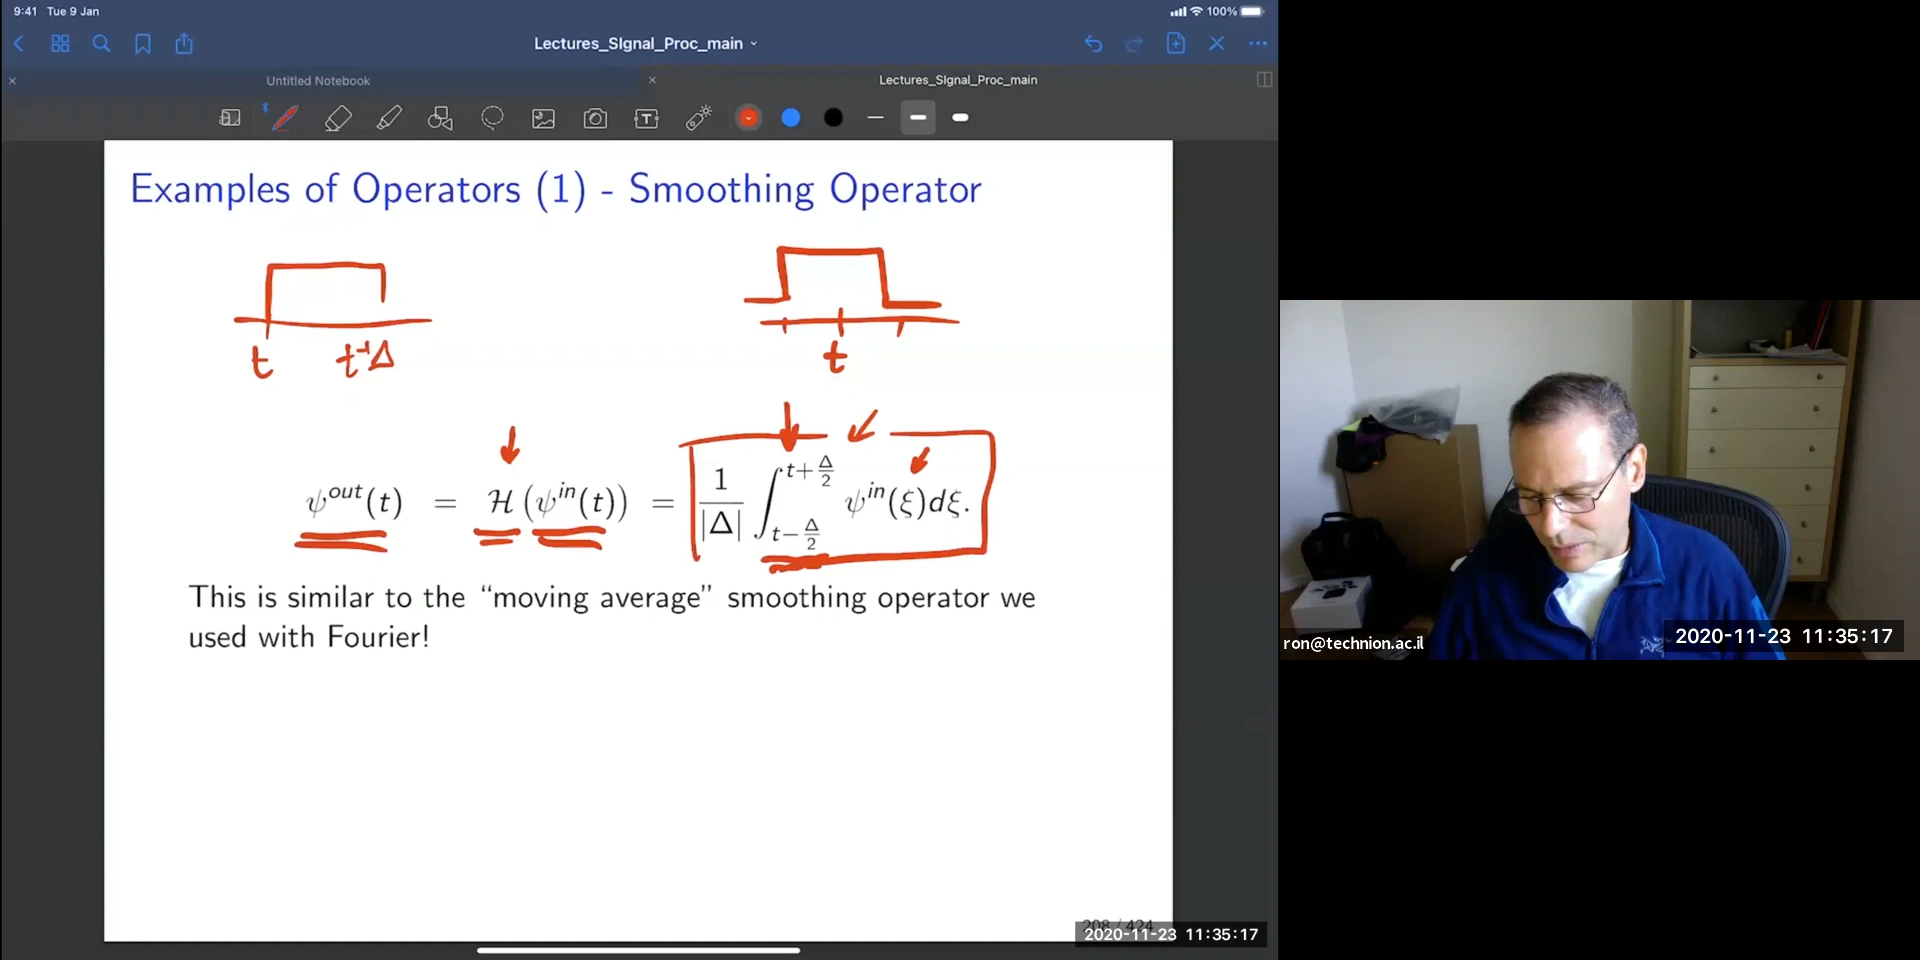 9:41 Tue 9 Jan
100%
Lectures_SIgnal_Proc_main
Untitled Notebook
Lectures_SIgnal_Proc_main
Examples of Operators (1) - Smoothing Operator
t
t+Δ
t
ψ^out(t) = ℋ(ψ^in(t)) = 1/|Δ| ∫_{t−Δ/2}^{t+Δ/2} ψ^in(ξ)dξ.
This is similar to the “moving average” smoothing operator we
used with Fourier!
208 / 424
2020-11-23 11:35:17
ron@technion.ac.il
2020-11-23 11:35:17